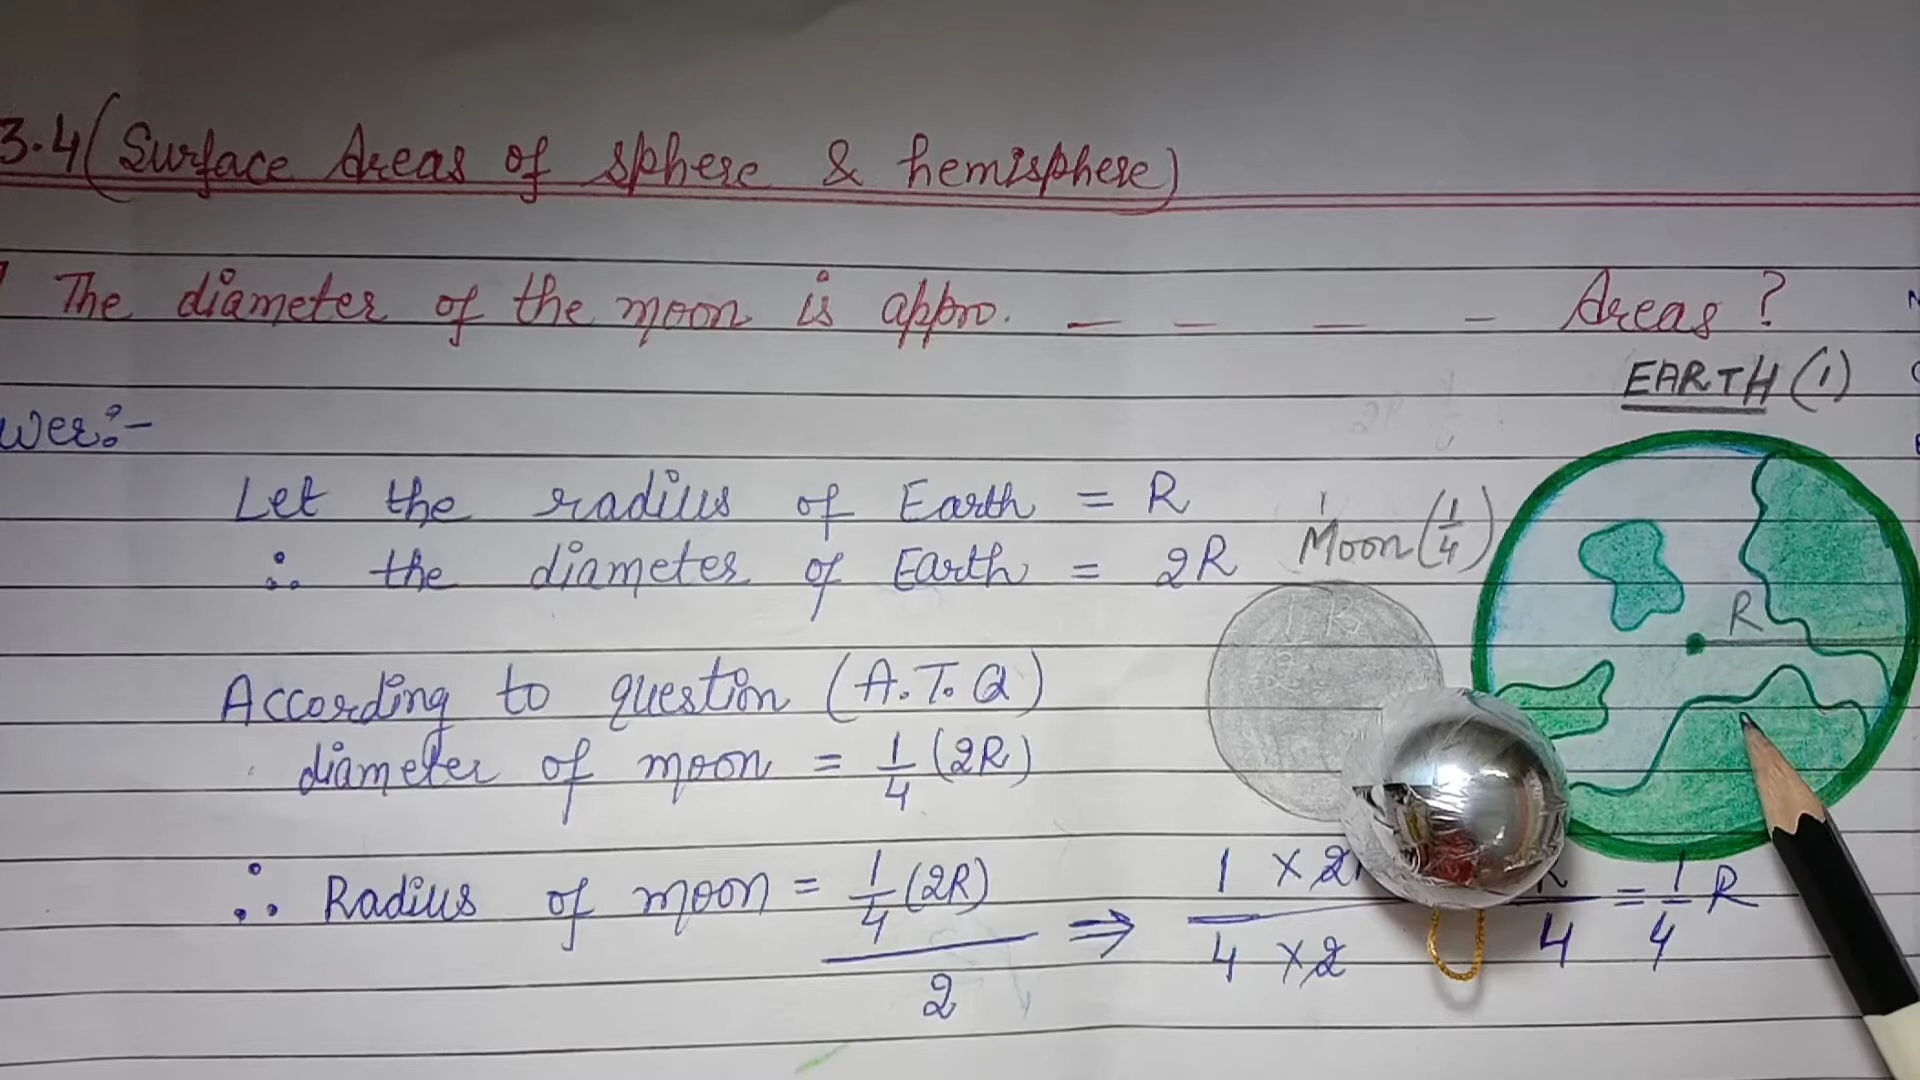 3.4 (Surface Areas of sphere & hemisphere)
The diameter of the moon is appro. _ _ _ _ Areas ?
EARTH (1)
wer:-
Let the radius of Earth = R
Moon (1/4)
∴ the diameter of Earth = 2R
R
According to question (A.T.Q)
diameter of moon = 1/4 (2R)
∴ Radius of moon = 1/4 (2R) / 2 ⇒ 1 × 2 / 4 × 2 R / 4 = 1/4 R